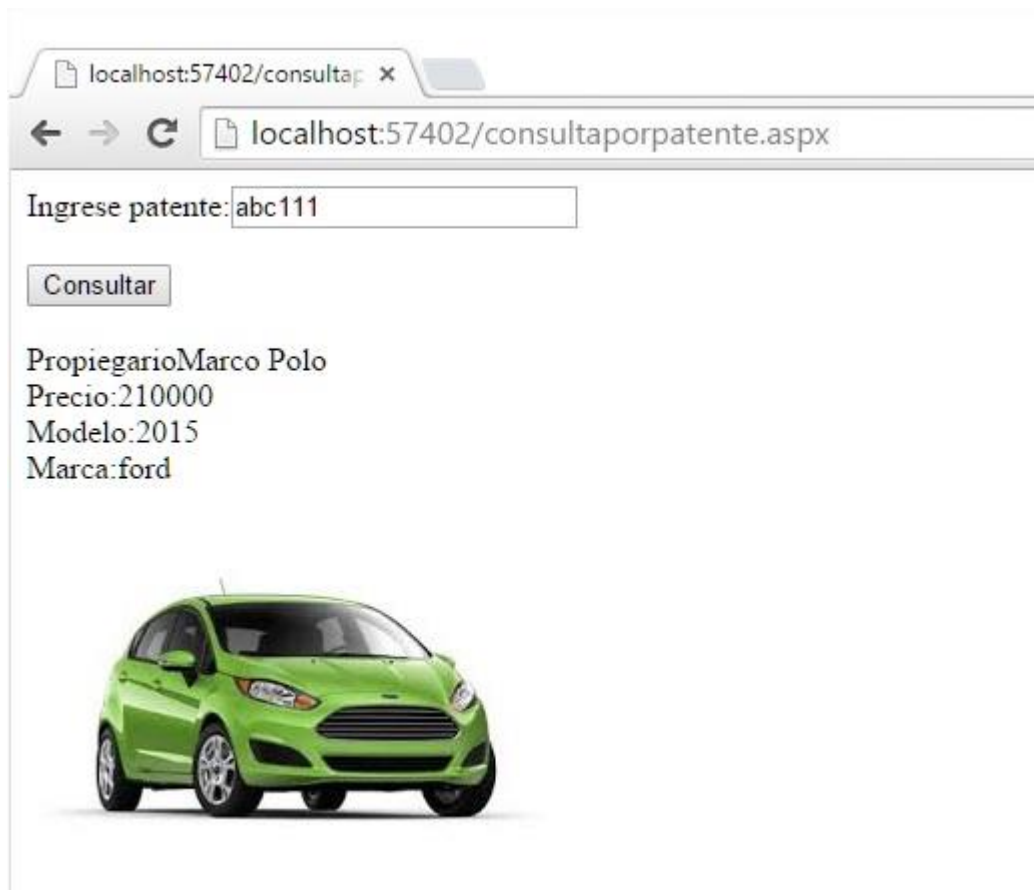 localhost:57402/consultap
localhost:57402/consultaporpatente.aspx
Ingrese patente:abc111
Consultar
PropiegarioMarco Polo
Precio:210000
Modelo:2015
Marca:ford